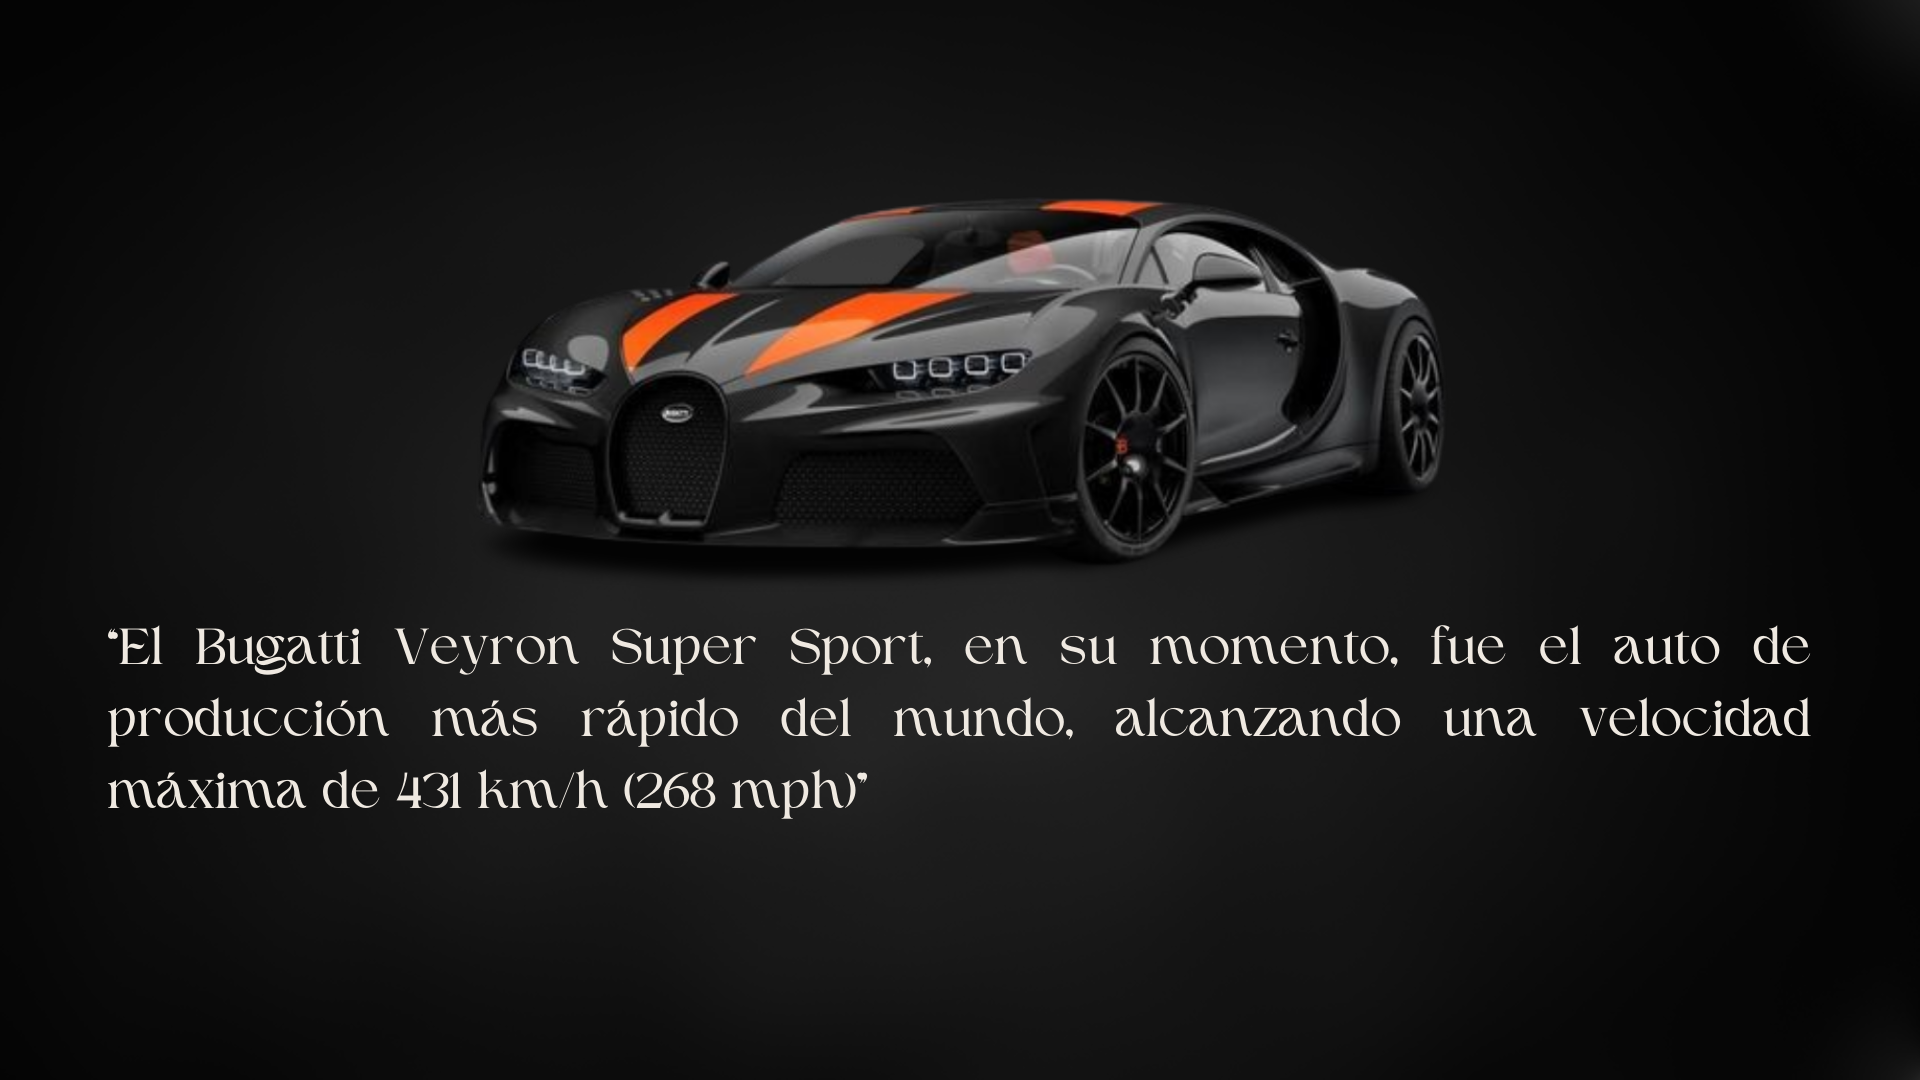 “El Bugatti Veyron Super Sport, en su momento, fue el auto de
producción más rápido del mundo, alcanzando una velocidad
máxima de 431 km/h (268 mph)”